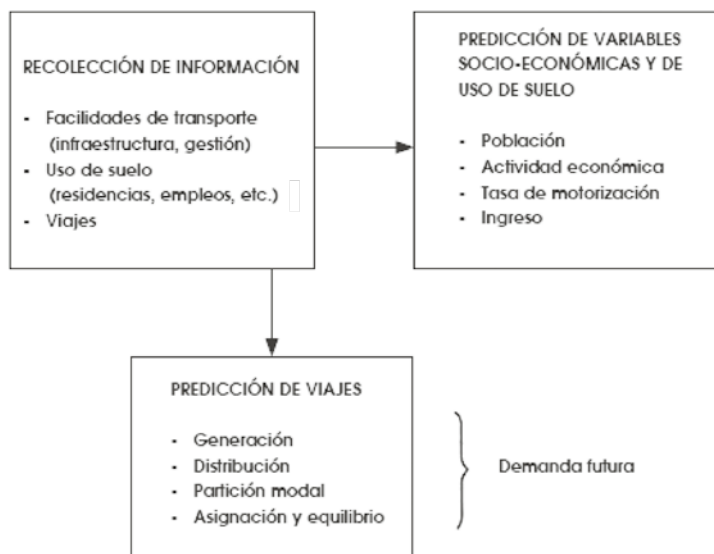 RECOLECCIÓN DE INFORMACIÓN
- Facilidades de transporte
(infraestructura, gestión)
- Uso de suelo
(residencias, empleos, etc.)
- Viajes
PREDICCIÓN DE VARIABLES
SOCIO-ECONÓMICAS Y DE
USO DE SUELO
- Población
- Actividad económica
- Tasa de motorización
- Ingreso
PREDICCIÓN DE VIAJES
- Generación
- Distribución
- Partición modal
- Asignación y equilibrio
Demanda futura